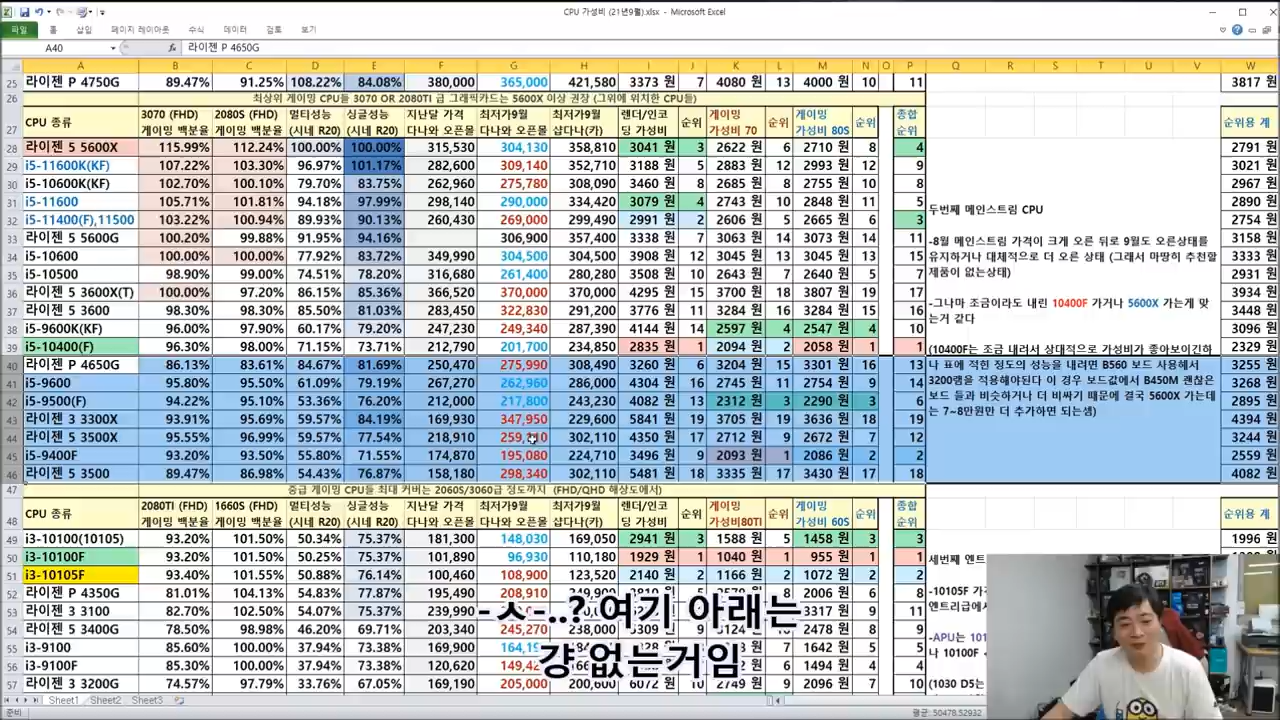 CPU 가성비 (21년9월).xlsx - Microsoft Excel
파일 홈 삽입 페이지 레이아웃 수식 데이터 검토 보기
A40 fx 라이젠 P 4650G
A B C D E F G H I J K L M N O P Q R S T U V W
25 라이젠 P 4750G 89.47% 91.25% 108.22% 84.08% 380,000 365,000 421,580 3373 원 7 4080 원 13 4000 원 10 11 3817 원
26 최상위 게이밍 CPU들 3070 OR 2080TI 급 그래픽카드는 5600X 이상 권장 (그위에 위치한 CPU들)
27 CPU 종류 3070 (FHD) 게이밍 백분율 2080S (FHD) 게이밍 백분율 멀티성능 (시네 R20) 싱글성능 (시네 R20) 지난달 가격 다나와 오픈몰 최저가9월 다나와 오픈몰 최저가9월 샵다나(카) 렌더/인코딩 가성비 순위 게이밍 가성비 70 순위 게이밍 가성비 80S 순위 종합 순위 순위용 계
28 라이젠 5 5600X 115.99% 112.24% 100.00% 100.00% 315,530 304,130 358,810 3041 원 3 2622 원 6 2710 원 8 4 2791 원
29 i5-11600K(KF) 107.22% 103.30% 96.97% 101.17% 282,600 309,140 352,710 3188 원 5 2883 원 12 2993 원 12 9 3021 원
30 i5-10600K(KF) 102.70% 100.10% 79.70% 83.75% 262,960 275,780 308,090 3460 원 8 2685 원 8 2755 원 10 8 2967 원
31 i5-11600 105.71% 101.81% 94.18% 97.99% 298,140 290,000 334,420 3079 원 4 2743 원 10 2848 원 11 5 2890 원
32 i5-11400(F),11500 103.22% 100.94% 89.93% 90.13% 260,430 269,000 299,490 2991 원 2 2606 원 5 2665 원 6 3 2754 원
33 라이젠 5 5600G 100.20% 99.88% 91.95% 94.16% 306,900 357,400 3338 원 7 3063 원 14 3073 원 14 11 3158 원
34 i5-10600 100.00% 100.00% 77.92% 83.72% 349,990 304,500 305,100 3908 원 12 3045 원 13 3045 원 13 15 3333 원
35 i5-10500 98.90% 99.00% 74.51% 78.20% 316,680 261,400 280,280 3508 원 10 2643 원 7 2640 원 5 7 2931 원
36 라이젠 5 3600X(T) 100.00% 97.20% 86.15% 85.36% 366,520 370,000 370,000 4295 원 15 3700 원 18 3807 원 19 17 3934 원
37 라이젠 5 3600 98.30% 98.30% 85.50% 81.03% 283,450 322,830 329,200 3776 원 11 3284 원 16 3284 원 15 16 3448 원
38 i5-9600K(KF) 96.00% 97.90% 60.17% 79.20% 247,230 249,340 287,390 4144 원 14 2597 원 4 2547 원 4 10 3096 원
39 i5-10400(F) 96.30% 98.00% 71.15% 73.71% 212,790 201,700 234,850 2835 원 1 2094 원 2 2058 원 1 1 2329 원
두번째 메인스트림 CPU
-8월 메인스트림 가격이 크게 오른 뒤로 9월도 오른상태를
유지하거나 대체적으로 더 오른 상태 (그래서 마땅히 추천할
제품이 없는상태)
-그나마 조금이라도 내린 10400F 가거나 5600X 가는게 맞
는거 같다
(10400F는 조금 내려서 상대적으로 가성비가 좋아보이긴하
나 표에 적힌 정도의 성능을 내려면 B560 보드 사용해서
3200램을 적용해야된다 이 경우 보드값에서 B450M 괜찮은
보드 들과 비슷하거나 더 비싸기 때문에 결국 5600X 가는데
는 7~8만원만 더 추가하면 되는셈)
40 라이젠 P 4650G 86.13% 83.64% 84.67% 81.69% 250,470 275,990 308,490 3260 원 6 3204 원 15 3301 원 16 13 3255 원
41 i5-9600 95.80% 95.50% 61.09% 79.19% 267,350 262,960 286,000 4304 원 16 2745 원 11 2754 원 9 14 3268 원
42 i5-9500(F) 94.22% 95.10% 53.36% 76.20% 212,000 217,800 243,230 4082 원 13 2312 원 3 2290 원 3 6 2895 원
43 라이젠 3 3300X 93.91% 95.69% 59.57% 84.19% 169,930 347,950 229,600 5841 원 19 3705 원 19 3636 원 18 19 4394 원
44 라이젠 5 3500X 95.55% 96.99% 59.57% 77.54% 218,910 302,110 4350 원 17 2712 원 9 2672 원 7 12 3244 원
45 i5-9400F 93.20% 93.50% 55.80% 71.55% 174,870 195,080 224,710 3496 원 9 2093 원 1 2086 원 2 2 2559 원
46 라이젠 5 3500 89.47% 86.98% 54.43% 76.87% 158,180 298,340 302,110 5481 원 18 3335 원 17 3430 원 17 18 4082 원
47 중급 게이밍 CPU들 최대 커버는 2060S/3060급 정도까지 (FHD/QHD 해상도에서)
48 CPU 종류 2080TI (FHD) 게이밍 백분율 1660S (FHD) 게이밍 백분율 멀티성능 (시네 R20) 싱글성능 (시네 R20) 지난달 가격 다나와 오픈몰 최저가9월 다나와 오픈몰 최저가9월 샵다나(카) 렌더/인코딩 가성비 순위 게이밍 가성비80TI 순위 게이밍 가성비 60S 순위 종합 순위 순위용 계
49 i3-10100(10105) 93.20% 101.50% 50.34% 75.37% 181,300 148,030 169,050 2941 원 3 1588 원 5 1458 원 3 3 1996 원
50 i3-10100F 93.20% 101.50% 50.25% 75.37% 101,890 96,930 110,180 1929 원 1 1040 원 1 955 원 1 1
51 i3-10105F 93.40% 101.55% 50.88% 76.14% 100,460 108,900 123,520 2140 원 2 1166 원 2 1072 원 2 2
52 라이젠 P 4350G 81.01% 104.13% 54.83% 77.87% 195,490 208,910 2006 원 8
53 라이젠 3 3100 82.70% 102.50% 54.07% 75.37% 239,990 3317 원 11
54 라이젠 5 3400G 78.50% 98.98% 46.20% 69.71% 203,340 245,270 2478 원 8 9
55 i3-9100 85.60% 100.00% 37.94% 73.38% 169,900 1642 원 5
56 i3-9100F 85.30% 100.00% 37.94% 73.38% 120,620 1494 원 4
57 라이젠 3 3200G 74.57% 97.79% 33.76% 67.05% 169,190 205,000 200,600 6072 원 10 2749 원 9 2096 원 7 10
-ㅅ-..? 여기 아래는
걍 없는거임
Sheet1 Sheet2 Sheet3
준비 평균: 50478.52932